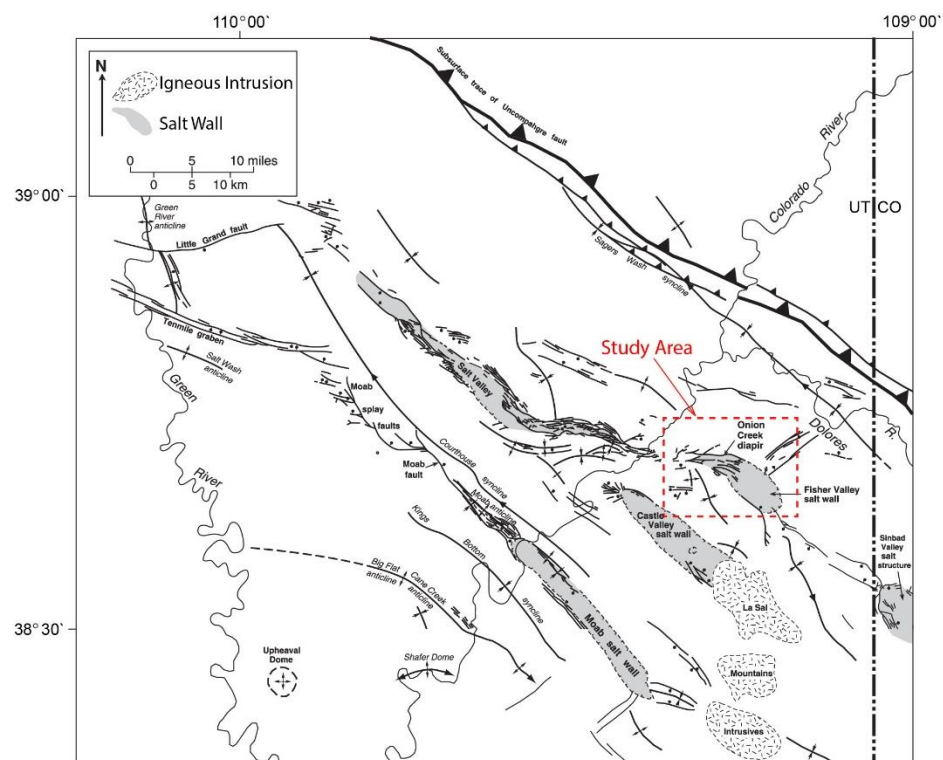 110°00`
109°00`
N
Igneous Intrusion
Salt Wall
0 5 10 miles
0 5 10 km
39°00`
38°30`
Subsurface trace of Uncompahgre fault
Colorado
River
UT
CO
Green
River
anticline
Little Grand fault
Sagers Wash syncline
Tenmile graben
Salt Wash
anticline
Green
River
Study Area
Salt Valley
Moab
splay
faults
Onion
Creek
diapir
Dolores
R.
Courthouse
syncline
Moab
fault
Moab anticline
Fisher Valley
salt wall
Castle
Valley
salt wall
Kings
Bottom
syncline
Sinbad
Valley
salt
structure
Big Flat
anticline
Cane Creek
anticline
La Sal
Moab salt wall
Upheaval
Dome
Shafer Dome
Mountains
Intrusives